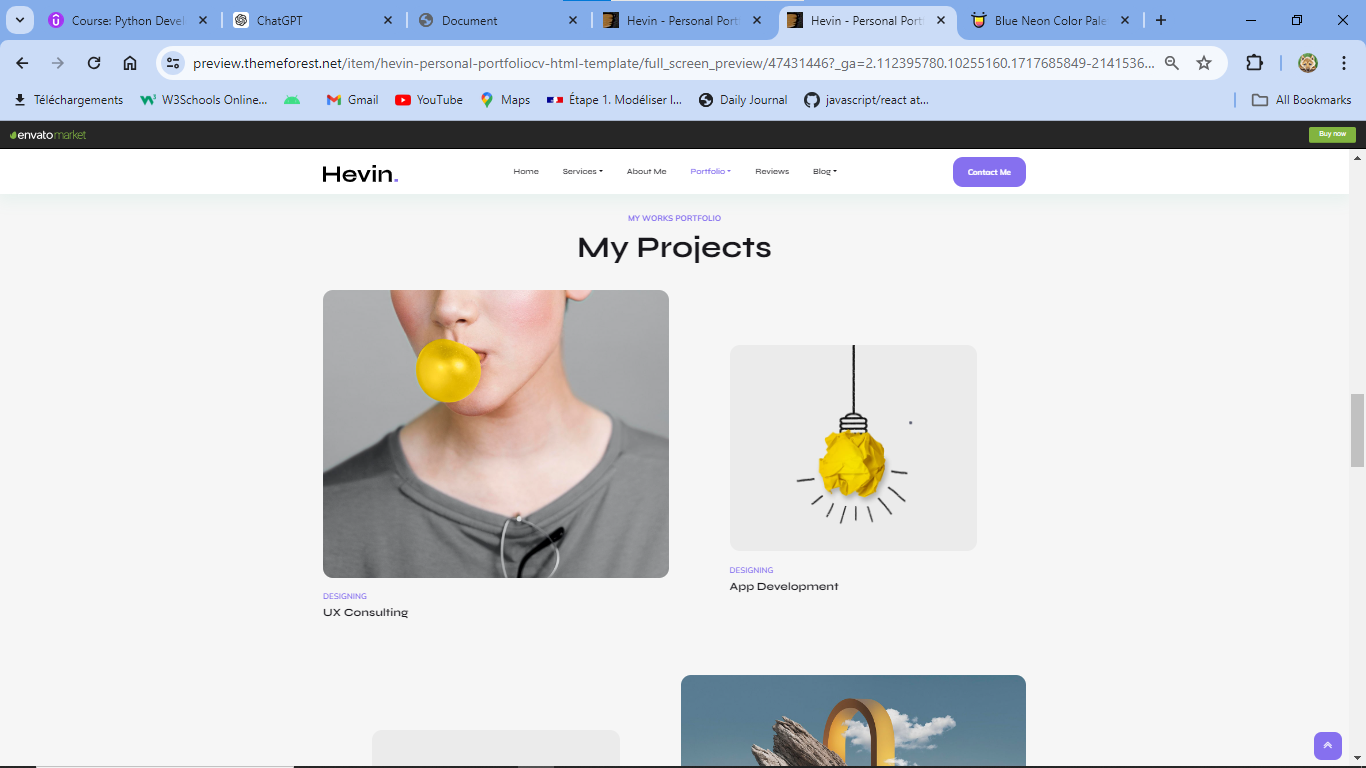 Course: Python Devel
ChatGPT
Document
Hevin - Personal Port
Hevin - Personal Port
Blue Neon Color Pale
preview.themeforest.net/item/hevin-personal-portfoliocv-html-template/full_screen_preview/47431446?_ga=2.112395780.10255160.1717685849-2141536...
Téléchargements
W3Schools Online...
Gmail
YouTube
Maps
Étape 1. Modéliser l...
Daily Journal
javascript/react at...
All Bookmarks
envato market
Buy now
Hevin.
Home
Services
About Me
Portfolio
Reviews
Blog
Contact Me
MY WORKS PORTFOLIO
My Projects
DESIGNING
UX Consulting
DESIGNING
App Development